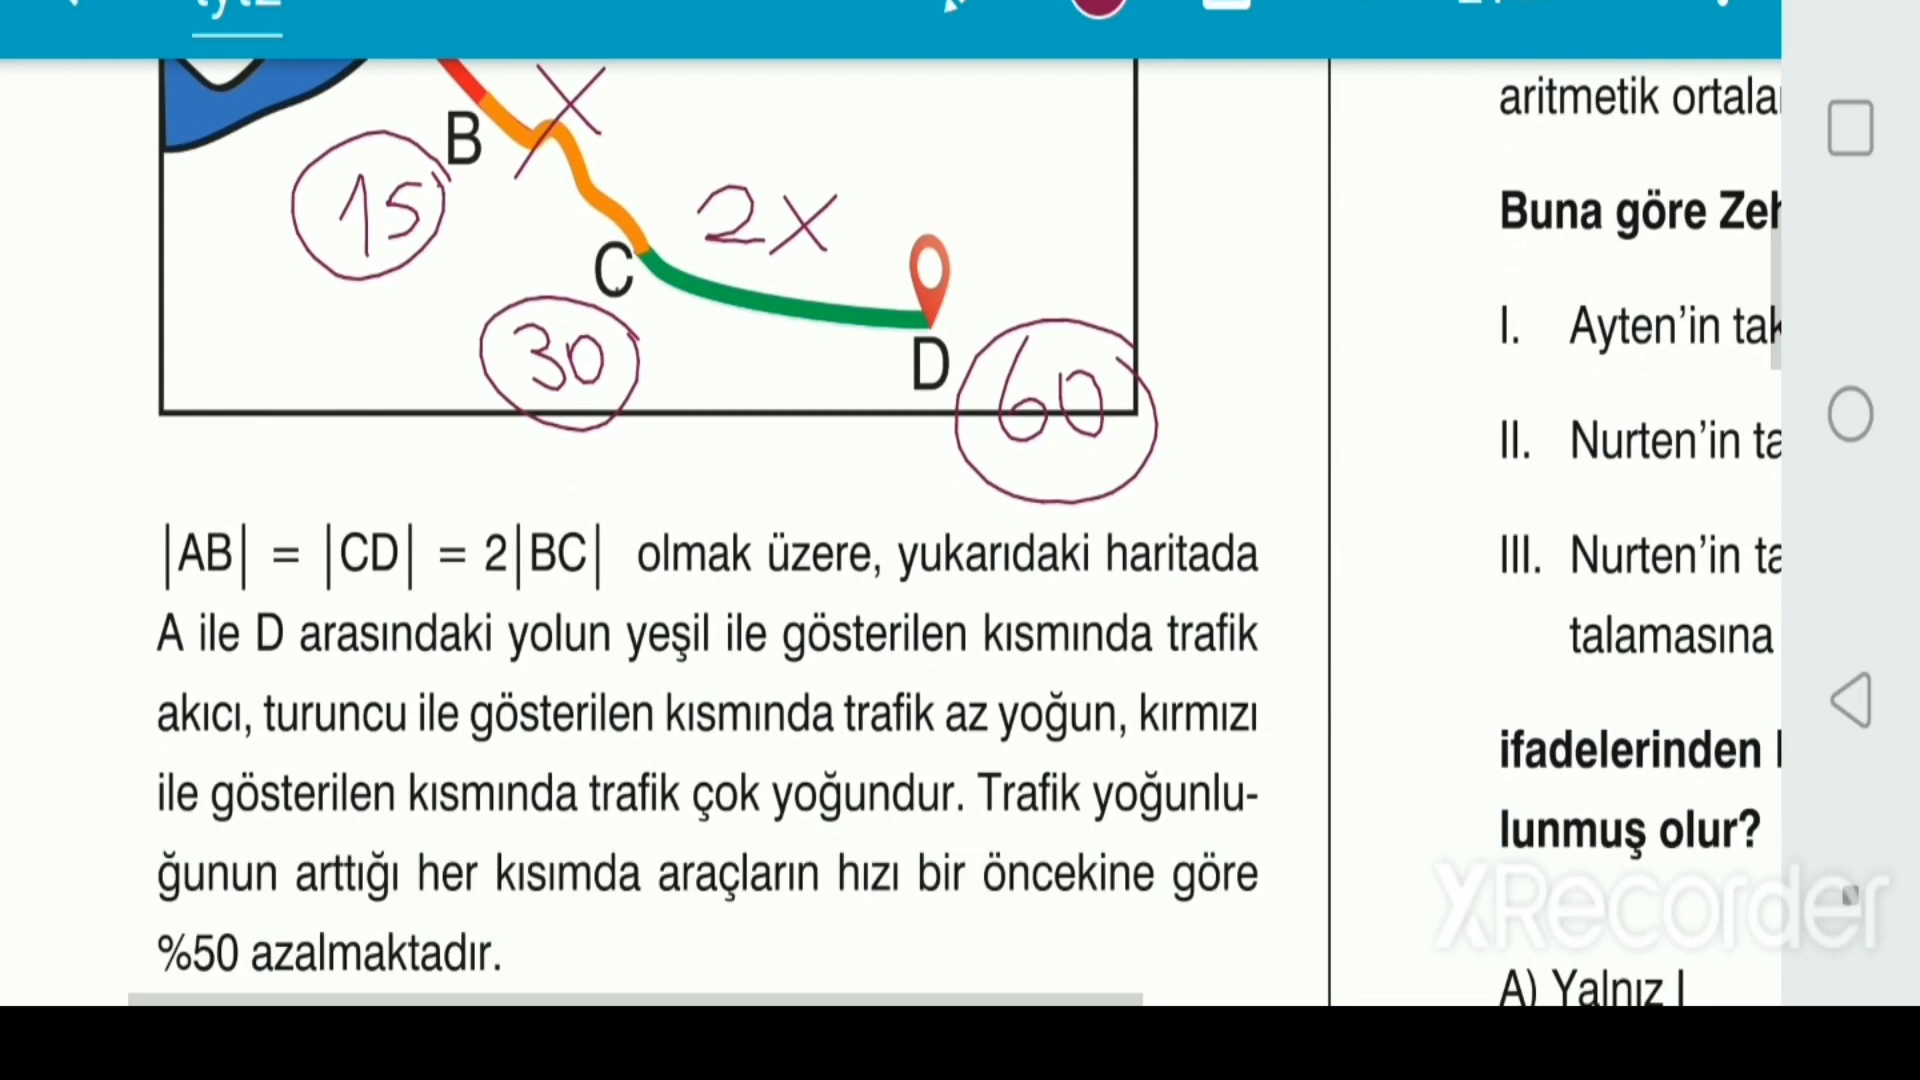 tyt2
B
X
15
2X
C
30
D
60
|AB| = |CD| = 2|BC| olmak üzere, yukarıdaki haritada
A ile D arasındaki yolun yeşil ile gösterilen kısmında trafik
akıcı, turuncu ile gösterilen kısmında trafik az yoğun, kırmızı
ile gösterilen kısmında trafik çok yoğundur. Trafik yoğunlu-
ğunun arttığı her kısımda araçların hızı bir öncekine göre
%50 azalmaktadır.
aritmetik ortala
Buna göre Zeh
I. Ayten’in tak
II. Nurten’in ta
III. Nurten’in ta
talamasına
ifadelerinden
lunmuş olur?
A) Yalnız I
XRecorder